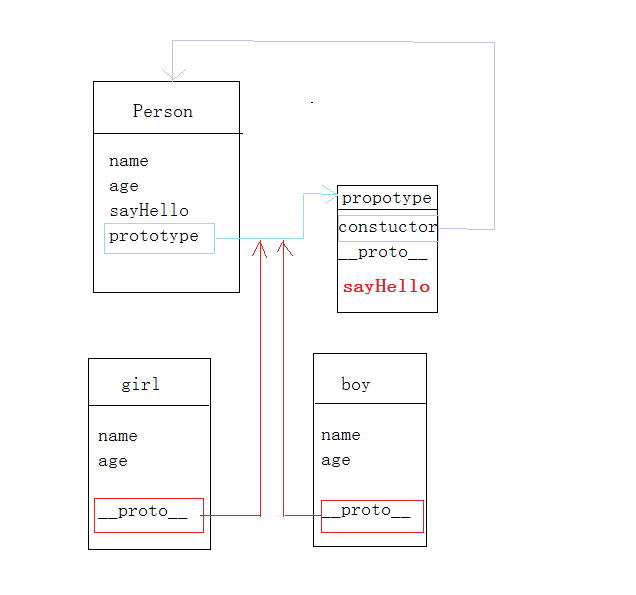 Person
name
age
sayHello
prototype
propotype
constuctor
__proto__
sayHello
girl
name
age
__proto__
boy
name
age
__proto__